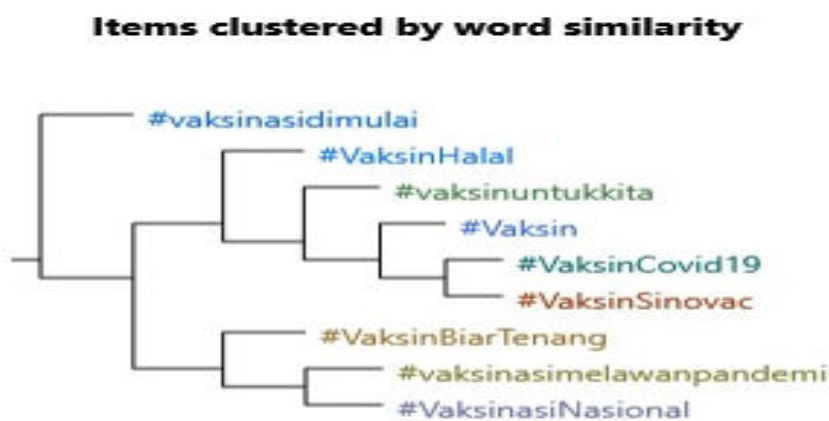 Items clustered by word similarity
#vaksinasidimulai
#VaksinHalal
#vaksinuntukkita
#Vaksin
#VaksinCovid19
#VaksinSinovac
#VaksinBiarTenang
#vaksinasimelawanpandemi
#VaksinasiNasional